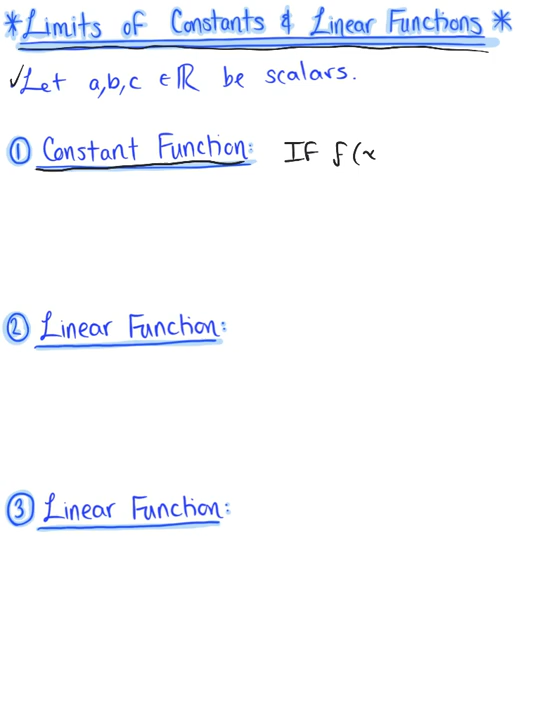 *Limits of Constants & Linear Functions*
✓Let a,b,c ∈ ℝ be scalars.
① Constant Function: IF f(x
② Linear Function:
③ Linear Function: